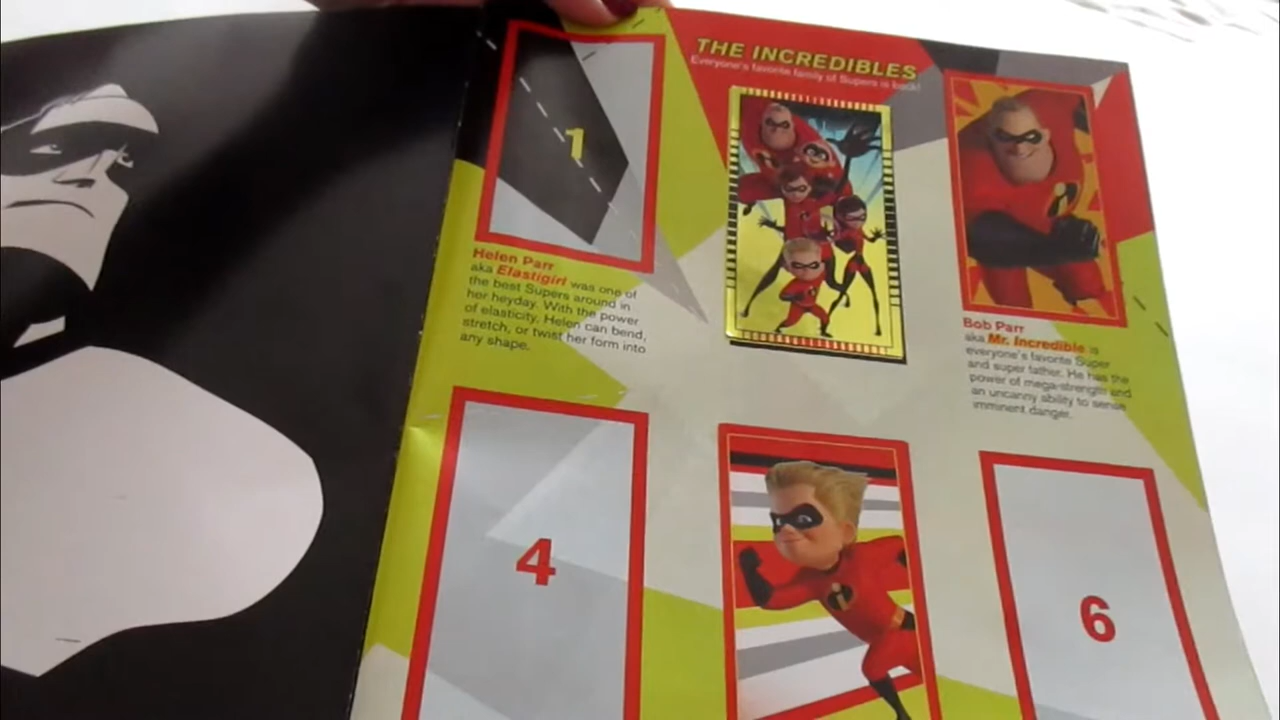 THE INCREDIBLES
Everyone's favorite family of Supers is back!
1
Helen Parr
aka Elastigirl was one of
the best Supers around in
her heyday. With the power
of elasticity, Helen can bend,
stretch, or twist her form into
any shape.
Bob Parr
aka Mr. Incredible is
everyone's favorite Super
and super father. He has the
power of mega-strength and
an uncanny ability to sense
imminent danger.
4
6